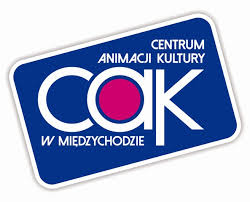 CENTRUM
ANIMACJI KULTURY
cak
W MIĘDZYCHODZIE